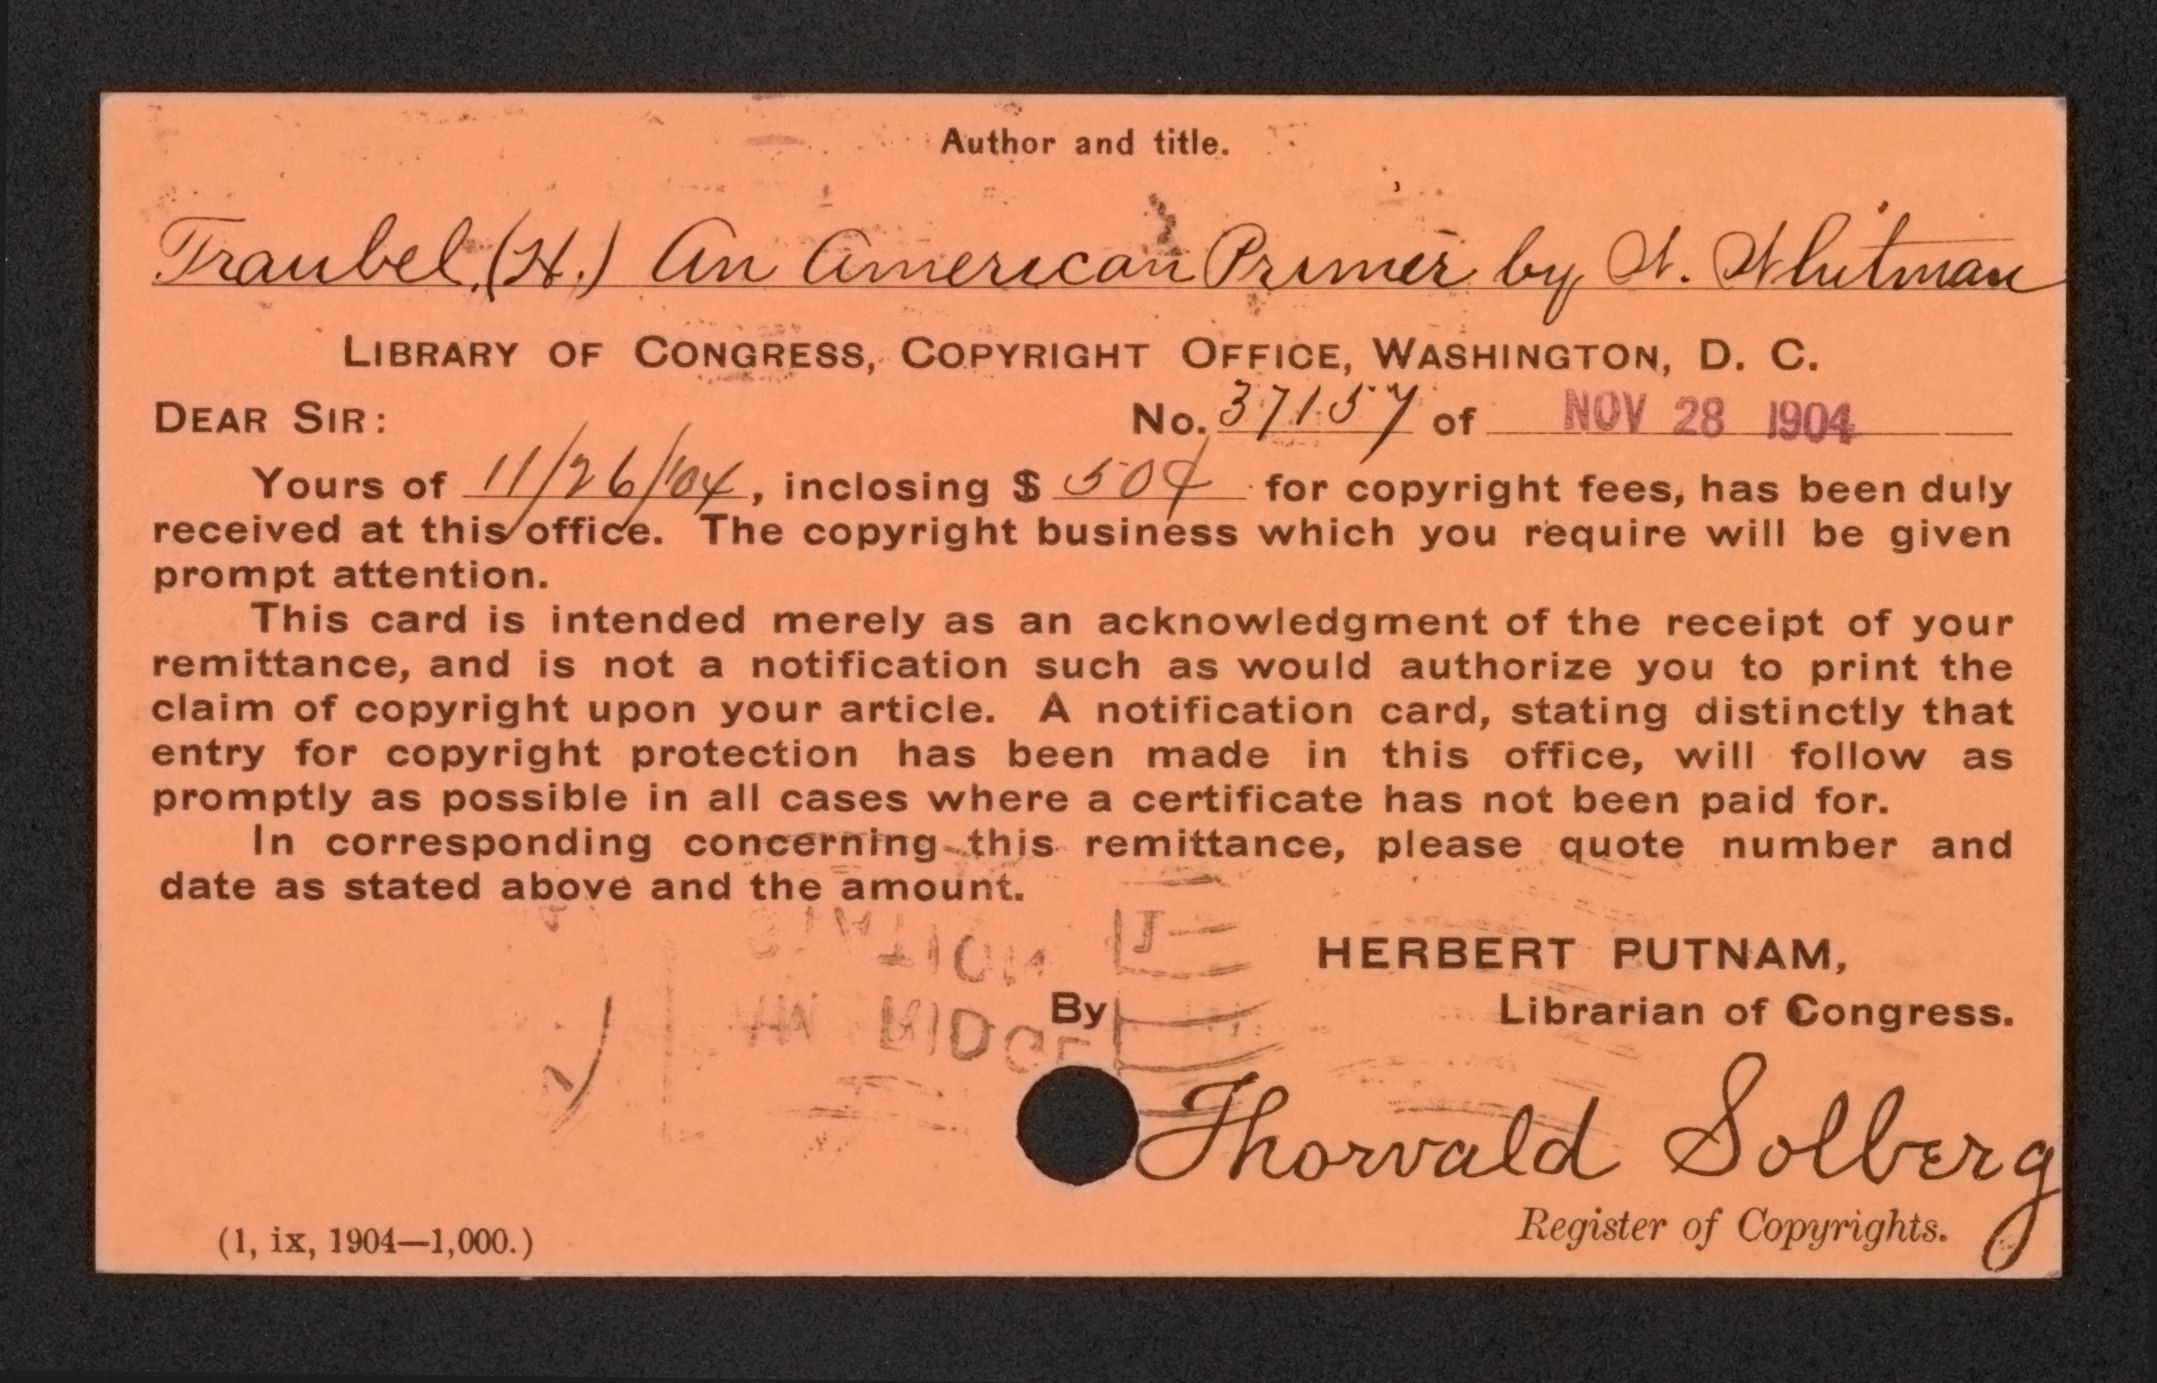 Author and title.
Traubel, (H.) An American Primer by W. Whitman
LIBRARY OF CONGRESS, COPYRIGHT OFFICE, WASHINGTON, D. C.
DEAR SIR: No. 37157 of NOV 28 1904
Yours of 11/26/04, inclosing $ 50¢ for copyright fees, has been duly
received at this office. The copyright business which you require will be given
prompt attention.
This card is intended merely as an acknowledgment of the receipt of your
remittance, and is not a notification such as would authorize you to print the
claim of copyright upon your article. A notification card, stating distinctly that
entry for copyright protection has been made in this office, will follow as
promptly as possible in all cases where a certificate has not been paid for.
In corresponding concerning this remittance, please quote number and
date as stated above and the amount.
HERBERT PUTNAM,
By Librarian of Congress.
Thorvald Solberg
Register of Copyrights.
(1, ix, 1904—1,000.)